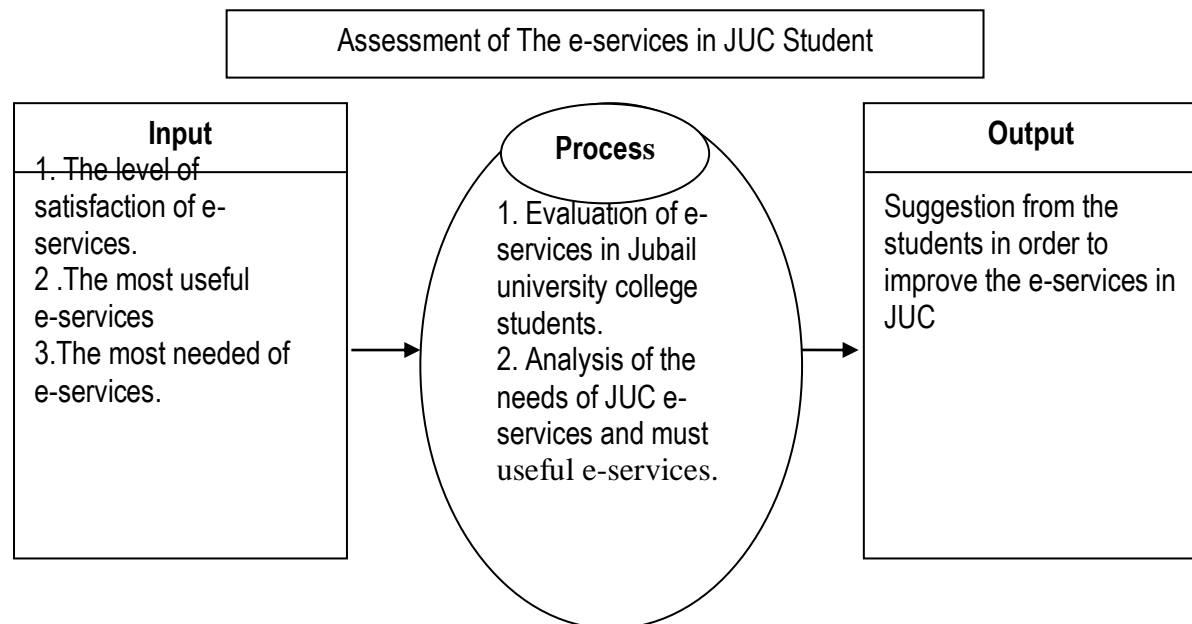 Assessment of The e-services in JUC Student
Input
1. The level of
satisfaction of e-
services.
2 .The most useful
e-services
3.The most needed of
e-services.
Process
1. Evaluation of e-
services in Jubail
university college
students.
2. Analysis of the
needs of JUC e-
services and must
useful e-services.
Output
Suggestion from the
students in order to
improve the e-services in
JUC